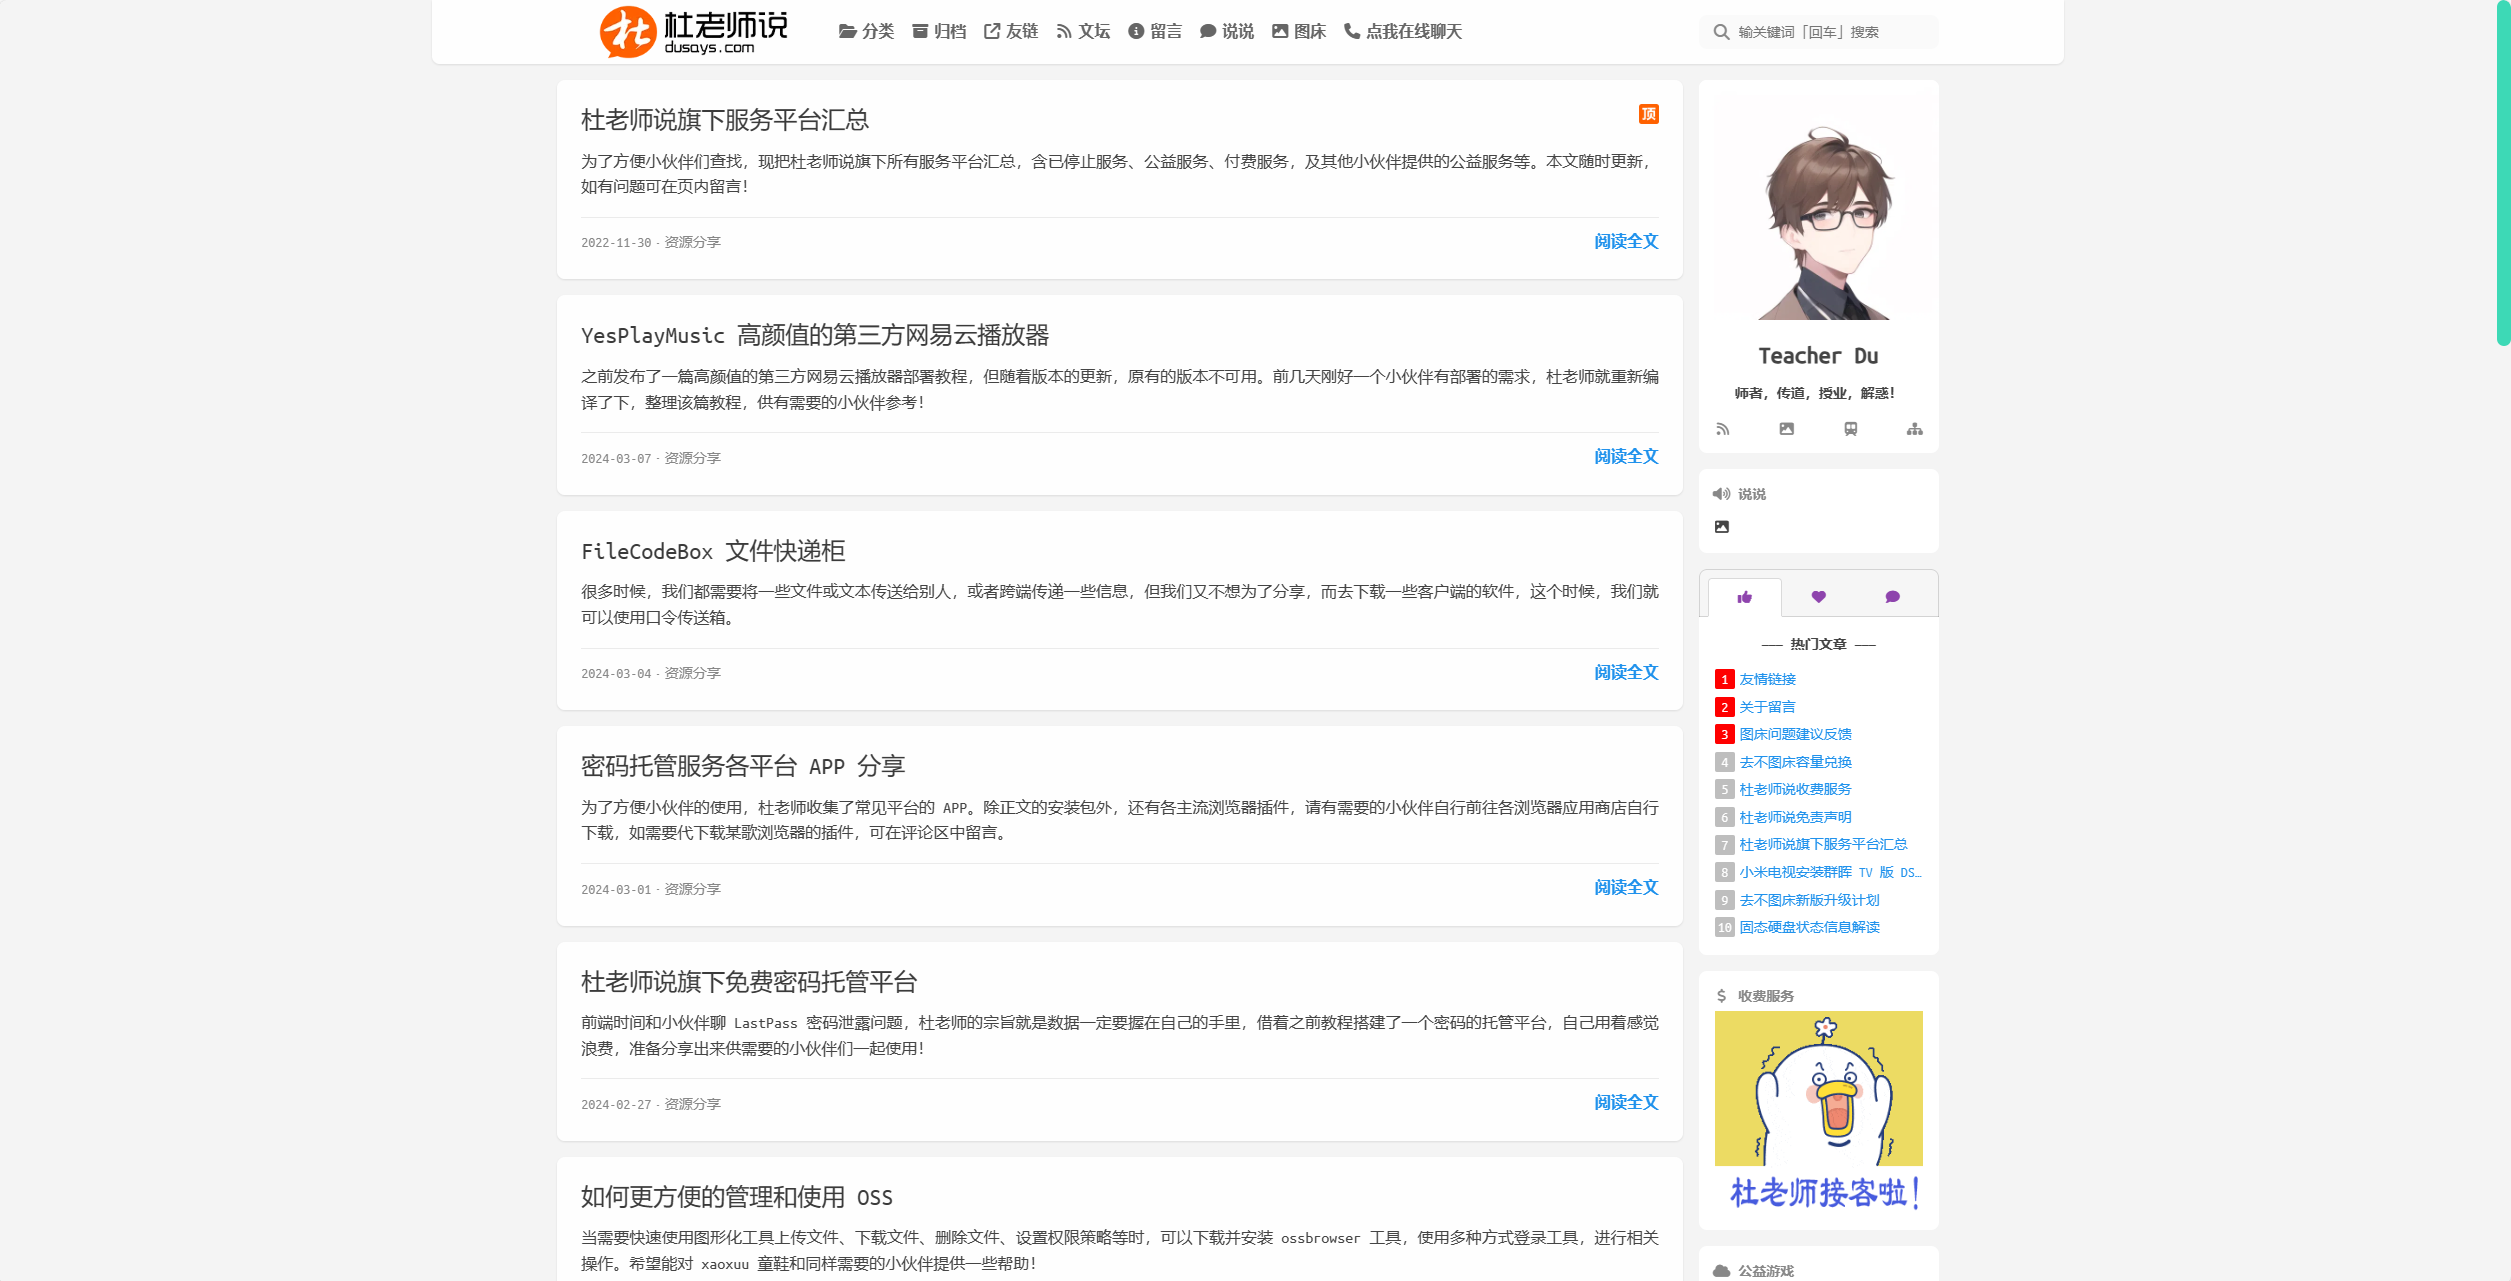 杜老师说
dusays.com
分类 归档 友链 文坛 留言 说说 图床 点我在线聊天
输关键词「回车」搜索
杜老师说旗下服务平台汇总
顶
为了方便小伙伴们查找，现把杜老师说旗下所有服务平台汇总，含已停止服务、公益服务、付费服务，及其他小伙伴提供的公益服务等。本文随时更新，
如有问题可在页内留言！
2022-11-30 · 资源分享
阅读全文
YesPlayMusic 高颜值的第三方网易云播放器
之前发布了一篇高颜值的第三方网易云播放器部署教程，但随着版本的更新，原有的版本不可用。前几天刚好一个小伙伴有部署的需求，杜老师就重新编
译了下，整理该篇教程，供有需要的小伙伴参考！
2024-03-07 · 资源分享
阅读全文
FileCodeBox 文件快递柜
很多时候，我们都需要将一些文件或文本传送给别人，或者跨端传递一些信息，但我们又不想为了分享，而去下载一些客户端的软件，这个时候，我们就
可以使用口令传送箱。
2024-03-04 · 资源分享
阅读全文
密码托管服务各平台 APP 分享
为了方便小伙伴的使用，杜老师收集了常见平台的 APP。除正文的安装包外，还有各主流浏览器插件，请有需要的小伙伴自行前往各浏览器应用商店自行
下载，如需要代下载某歌浏览器的插件，可在评论区中留言。
2024-03-01 · 资源分享
阅读全文
杜老师说旗下免费密码托管平台
前端时间和小伙伴聊 LastPass 密码泄露问题，杜老师的宗旨就是数据一定要握在自己的手里，借着之前教程搭建了一个密码的托管平台，自己用着感觉
浪费，准备分享出来供需要的小伙伴们一起使用！
2024-02-27 · 资源分享
阅读全文
如何更方便的管理和使用 OSS
当需要快速使用图形化工具上传文件、下载文件、删除文件、设置权限策略等时，可以下载并安装 ossbrowser 工具，使用多种方式登录工具，进行相关
操作。希望能对 xaoxuu 童鞋和同样需要的小伙伴提供一些帮助！
Teacher Du
师者，传道，授业，解惑！
说说
—— 热门文章 ——
1 友情链接
2 关于留言
3 图床问题建议反馈
4 去不图床容量兑换
5 杜老师说收费服务
6 杜老师说免责声明
7 杜老师说旗下服务平台汇总
8 小米电视安装群晖 TV 版 DS…
9 去不图床新版升级计划
10 固态硬盘状态信息解读
收费服务
杜老师接客啦！
公益游戏